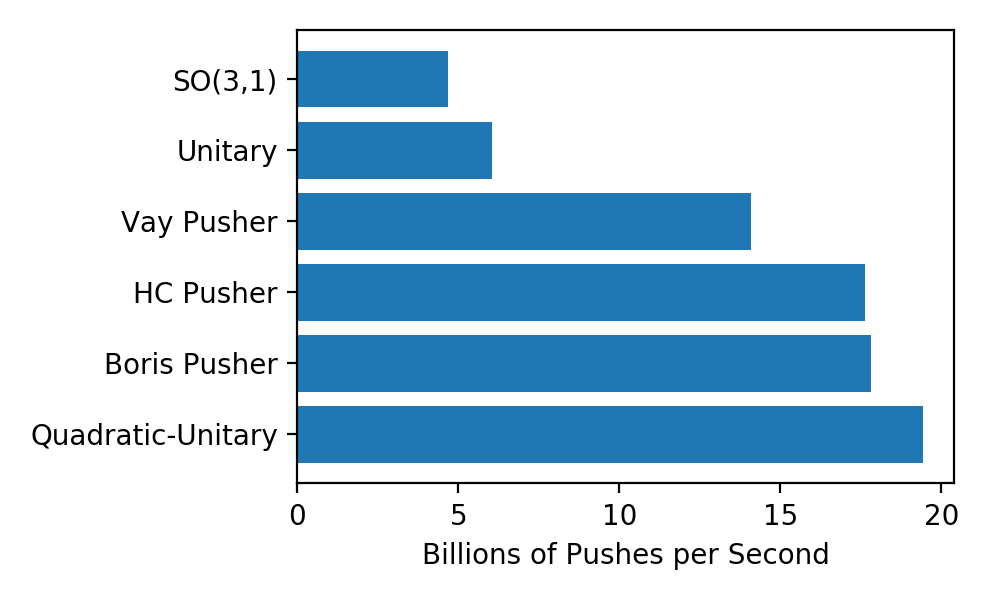 SO(3,1)
Unitary
Vay Pusher
HC Pusher
Boris Pusher
Quadratic-Unitary
0 5 10 15 20
Billions of Pushes per Second